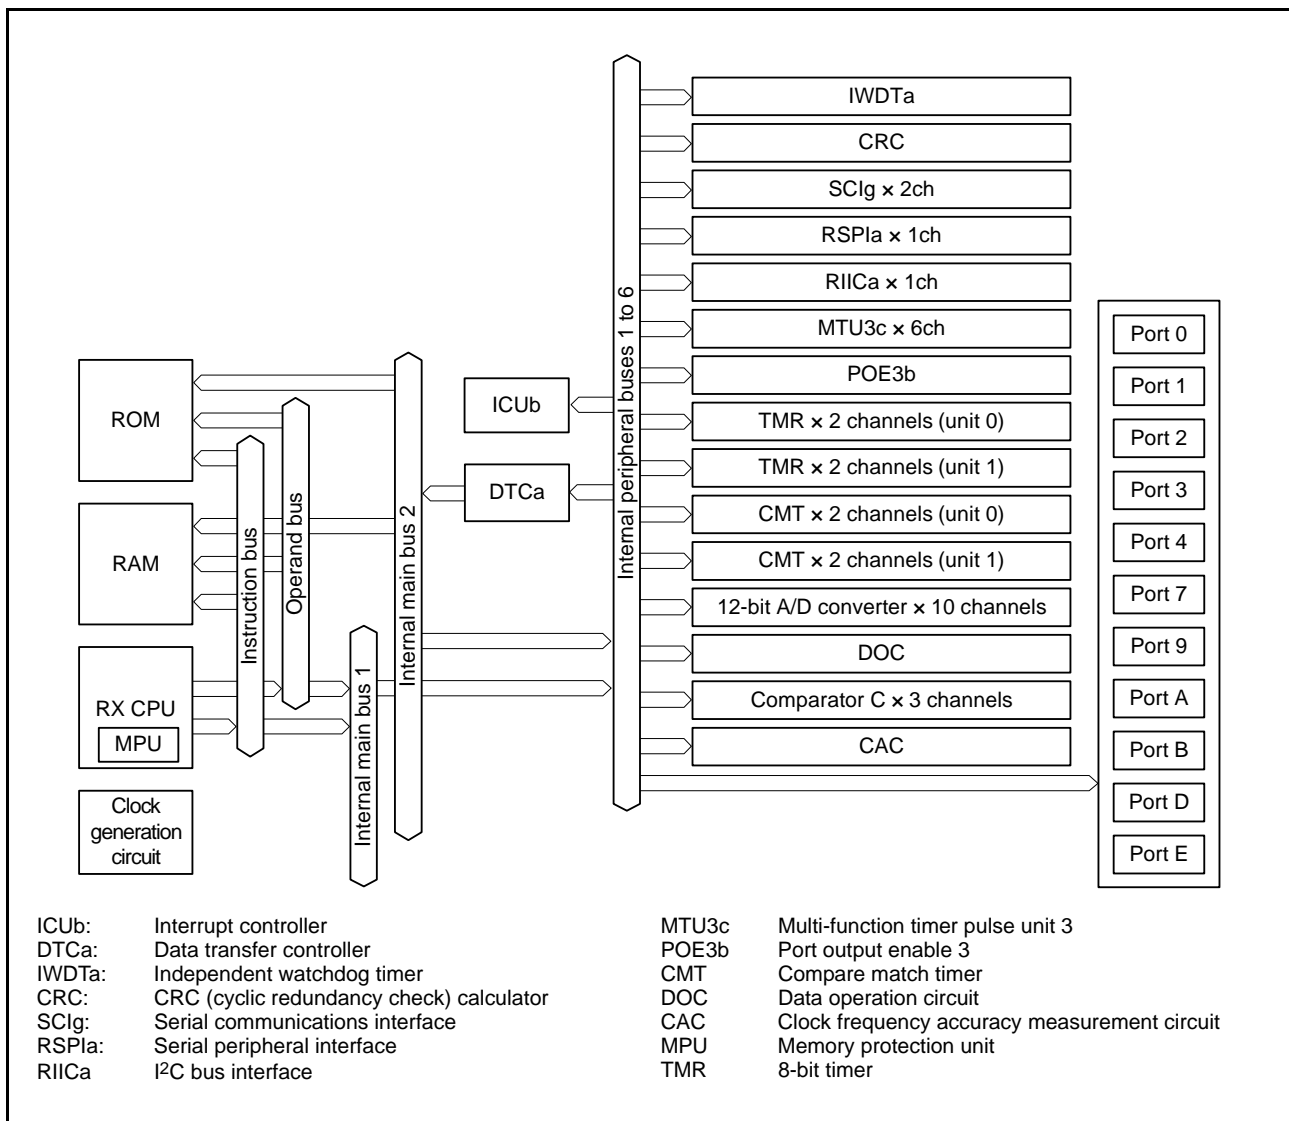 IWDTa
CRC
SCIg × 2ch
RSPIa × 1ch
RIICa × 1ch
MTU3c × 6ch
POE3b
TMR × 2 channels (unit 0)
TMR × 2 channels (unit 1)
CMT × 2 channels (unit 0)
CMT × 2 channels (unit 1)
12-bit A/D converter × 10 channels
DOC
Comparator C × 3 channels
CAC
Port 0
Port 1
Port 2
Port 3
Port 4
Port 7
Port 9
Port A
Port B
Port D
Port E
ROM
RAM
RX CPU
MPU
Clock
generation
circuit
Instruction bus
Operand bus
Internal main bus 1
Internal main bus 2
ICUb
DTCa
Internal peripheral buses 1 to 6
ICUb: Interrupt controller
DTCa: Data transfer controller
IWDTa: Independent watchdog timer
CRC: CRC (cyclic redundancy check) calculator
SCIg: Serial communications interface
RSPIa: Serial peripheral interface
RIICa I2C bus interface
MTU3c Multi-function timer pulse unit 3
POE3b Port output enable 3
CMT Compare match timer
DOC Data operation circuit
CAC Clock frequency accuracy measurement circuit
MPU Memory protection unit
TMR 8-bit timer